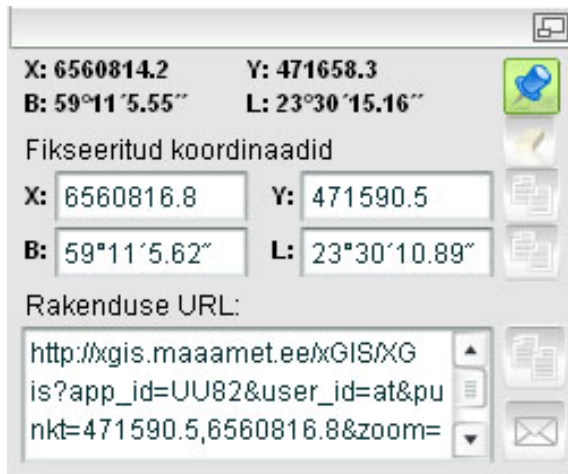 X: 6560814.2 Y: 471658.3
B: 59°11´5.55˝ L: 23°30´15.16˝
Fikseeritud koordinaadid
X: 6560816.8 Y: 471590.5
B: 59°11´5.62˝ L: 23°30´10.89˝
Rakenduse URL:
http://xgis.maaamet.ee/xGIS/XG
is?app_id=UU82&user_id=at&pu
nkt=471590.5,6560816.8&zoom=